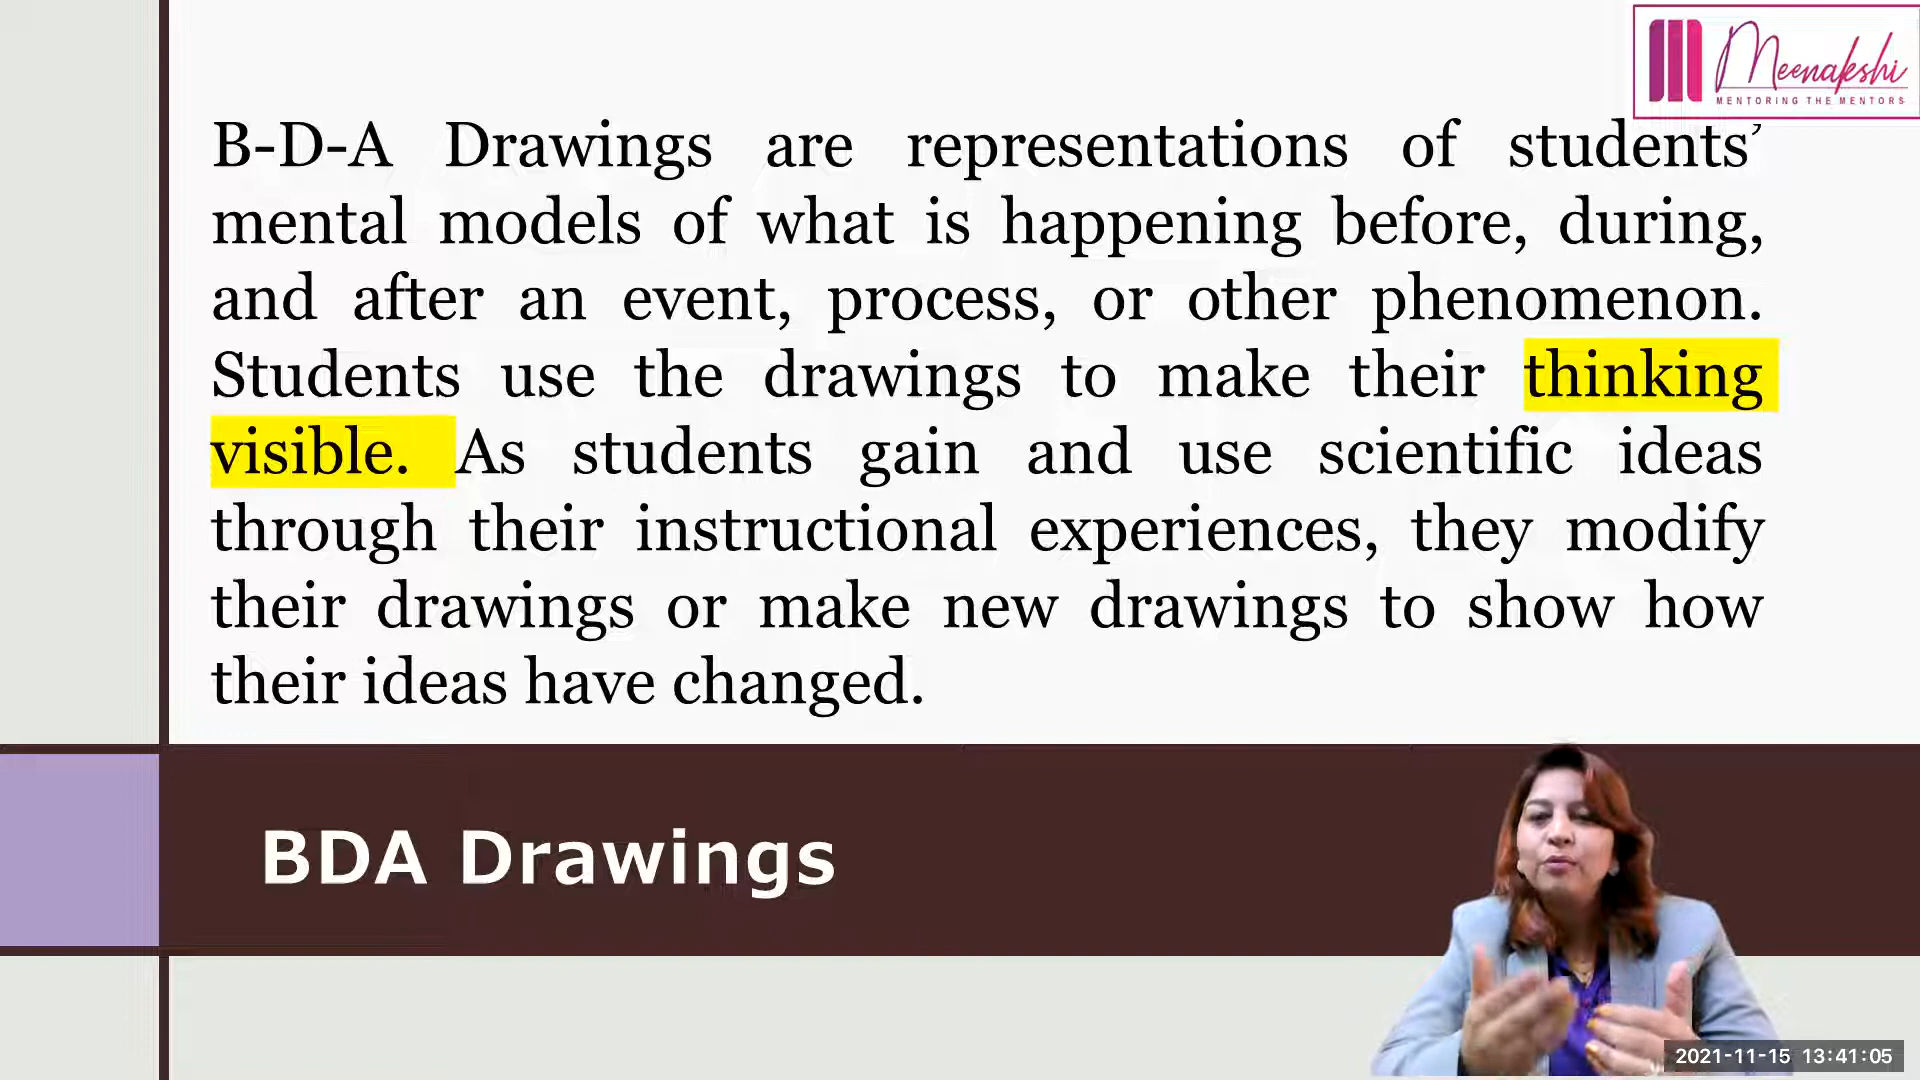 Meenakshi
MENTORING THE MENTORS
B-D-A Drawings are representations of students’
mental models of what is happening before, during,
and after an event, process, or other phenomenon.
Students use the drawings to make their thinking
visible. As students gain and use scientific ideas
through their instructional experiences, they modify
their drawings or make new drawings to show how
their ideas have changed.
BDA Drawings
2021-11-15 13:41:05